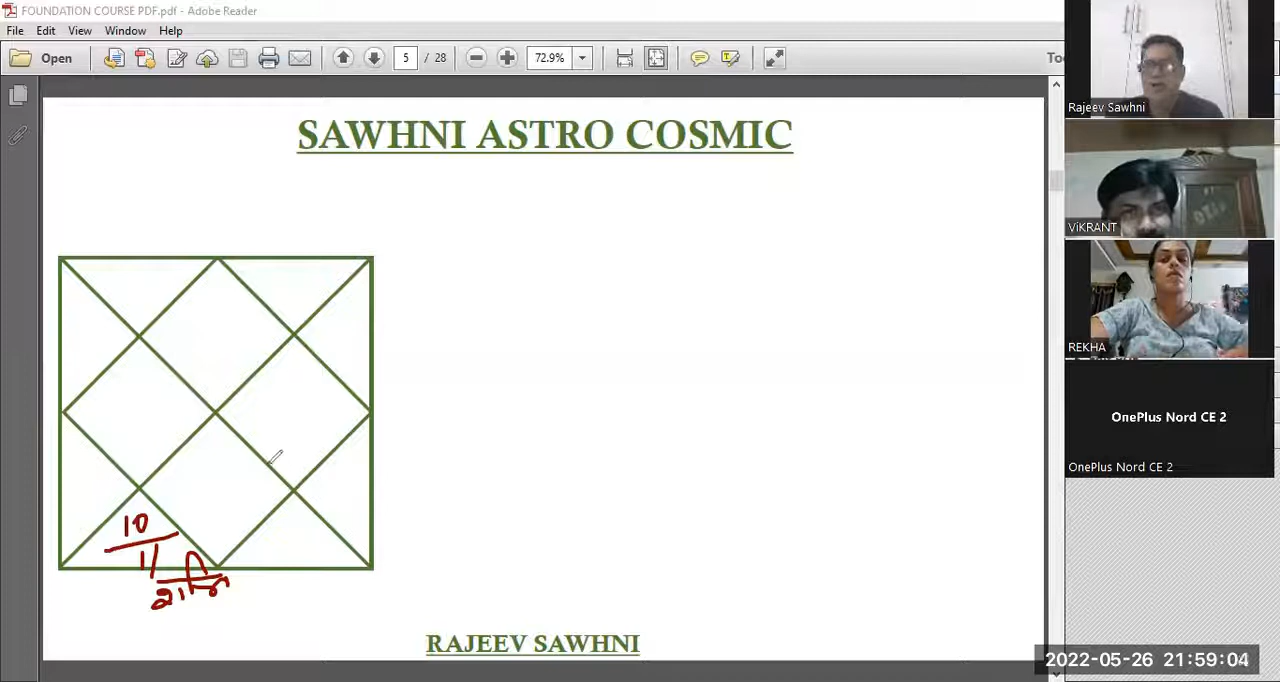 FOUNDATION COURSE PDF.pdf - Adobe Reader
File Edit View Window Help
Open 5 / 28 72.9% To
SAWHNI ASTRO COSMIC
10
11
शनि
RAJEEV SAWHNI
Rajeev Sawhni
ViKRANT
REKHA
OnePlus Nord CE 2
OnePlus Nord CE 2
2022-05-26 21:59:04